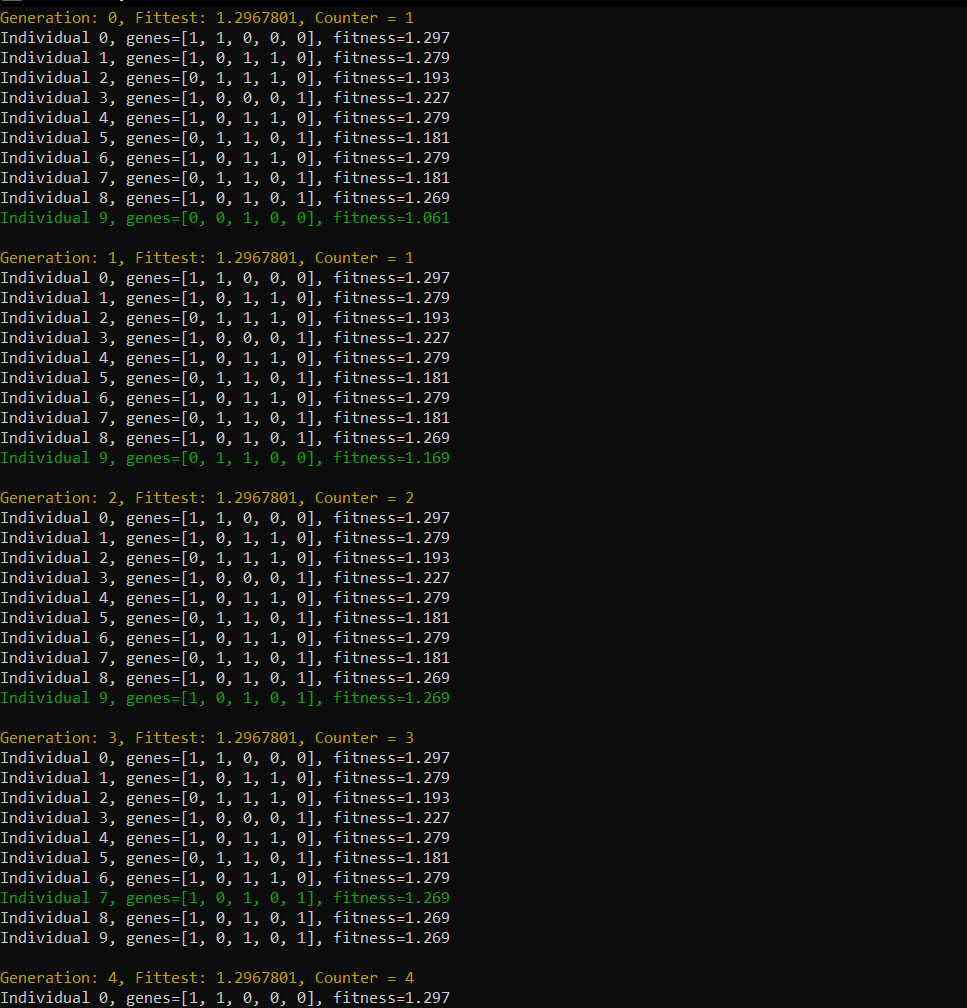 Generation: 0, Fittest: 1.2967801, Counter = 1
Individual 0, genes=[1, 1, 0, 0, 0], fitness=1.297
Individual 1, genes=[1, 0, 1, 1, 0], fitness=1.279
Individual 2, genes=[0, 1, 1, 1, 0], fitness=1.193
Individual 3, genes=[1, 0, 0, 0, 1], fitness=1.227
Individual 4, genes=[1, 0, 1, 1, 0], fitness=1.279
Individual 5, genes=[0, 1, 1, 0, 1], fitness=1.181
Individual 6, genes=[1, 0, 1, 1, 0], fitness=1.279
Individual 7, genes=[0, 1, 1, 0, 1], fitness=1.181
Individual 8, genes=[1, 0, 1, 0, 1], fitness=1.269
Individual 9, genes=[0, 0, 1, 0, 0], fitness=1.061
Generation: 1, Fittest: 1.2967801, Counter = 1
Individual 0, genes=[1, 1, 0, 0, 0], fitness=1.297
Individual 1, genes=[1, 0, 1, 1, 0], fitness=1.279
Individual 2, genes=[0, 1, 1, 1, 0], fitness=1.193
Individual 3, genes=[1, 0, 0, 0, 1], fitness=1.227
Individual 4, genes=[1, 0, 1, 1, 0], fitness=1.279
Individual 5, genes=[0, 1, 1, 0, 1], fitness=1.181
Individual 6, genes=[1, 0, 1, 1, 0], fitness=1.279
Individual 7, genes=[0, 1, 1, 0, 1], fitness=1.181
Individual 8, genes=[1, 0, 1, 0, 1], fitness=1.269
Individual 9, genes=[0, 1, 1, 0, 0], fitness=1.169
Generation: 2, Fittest: 1.2967801, Counter = 2
Individual 0, genes=[1, 1, 0, 0, 0], fitness=1.297
Individual 1, genes=[1, 0, 1, 1, 0], fitness=1.279
Individual 2, genes=[0, 1, 1, 1, 0], fitness=1.193
Individual 3, genes=[1, 0, 0, 0, 1], fitness=1.227
Individual 4, genes=[1, 0, 1, 1, 0], fitness=1.279
Individual 5, genes=[0, 1, 1, 0, 1], fitness=1.181
Individual 6, genes=[1, 0, 1, 1, 0], fitness=1.279
Individual 7, genes=[0, 1, 1, 0, 1], fitness=1.181
Individual 8, genes=[1, 0, 1, 0, 1], fitness=1.269
Individual 9, genes=[1, 0, 1, 0, 1], fitness=1.269
Generation: 3, Fittest: 1.2967801, Counter = 3
Individual 0, genes=[1, 1, 0, 0, 0], fitness=1.297
Individual 1, genes=[1, 0, 1, 1, 0], fitness=1.279
Individual 2, genes=[0, 1, 1, 1, 0], fitness=1.193
Individual 3, genes=[1, 0, 0, 0, 1], fitness=1.227
Individual 4, genes=[1, 0, 1, 1, 0], fitness=1.279
Individual 5, genes=[0, 1, 1, 0, 1], fitness=1.181
Individual 6, genes=[1, 0, 1, 1, 0], fitness=1.279
Individual 7, genes=[1, 0, 1, 0, 1], fitness=1.269
Individual 8, genes=[1, 0, 1, 0, 1], fitness=1.269
Individual 9, genes=[1, 0, 1, 0, 1], fitness=1.269
Generation: 4, Fittest: 1.2967801, Counter = 4
Individual 0, genes=[1, 1, 0, 0, 0], fitness=1.297